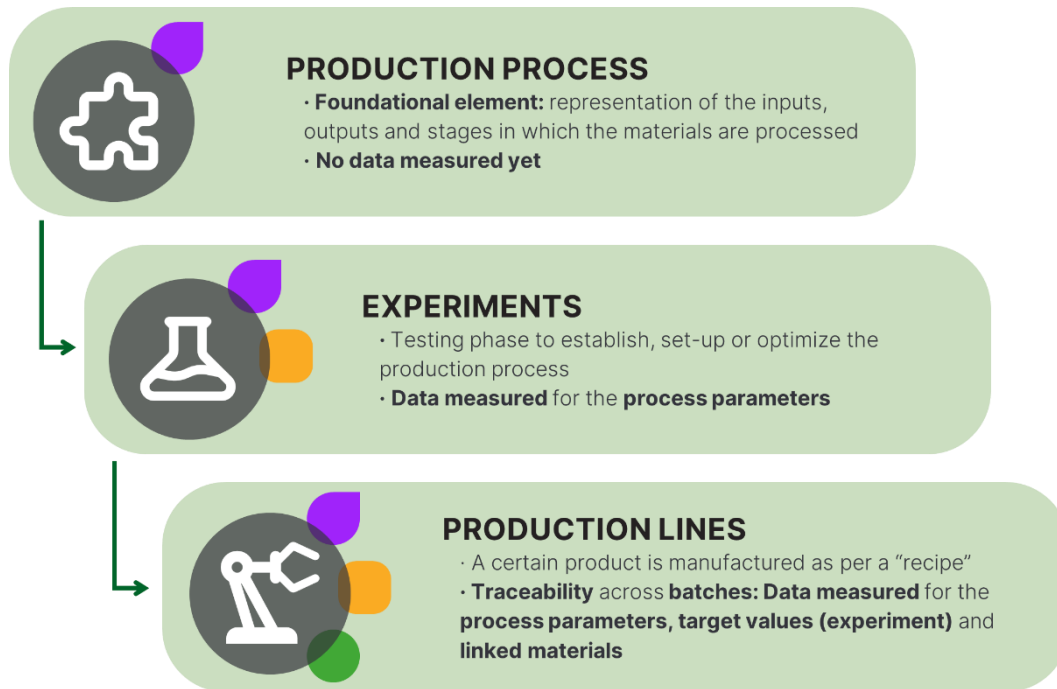 PRODUCTION PROCESS
· Foundational element: representation of the inputs,
outputs and stages in which the materials are processed
· No data measured yet
EXPERIMENTS
· Testing phase to establish, set-up or optimize the
production process
· Data measured for the process parameters
PRODUCTION LINES
· A certain product is manufactured as per a “recipe”
· Traceability across batches: Data measured for the
process parameters, target values (experiment) and
linked materials